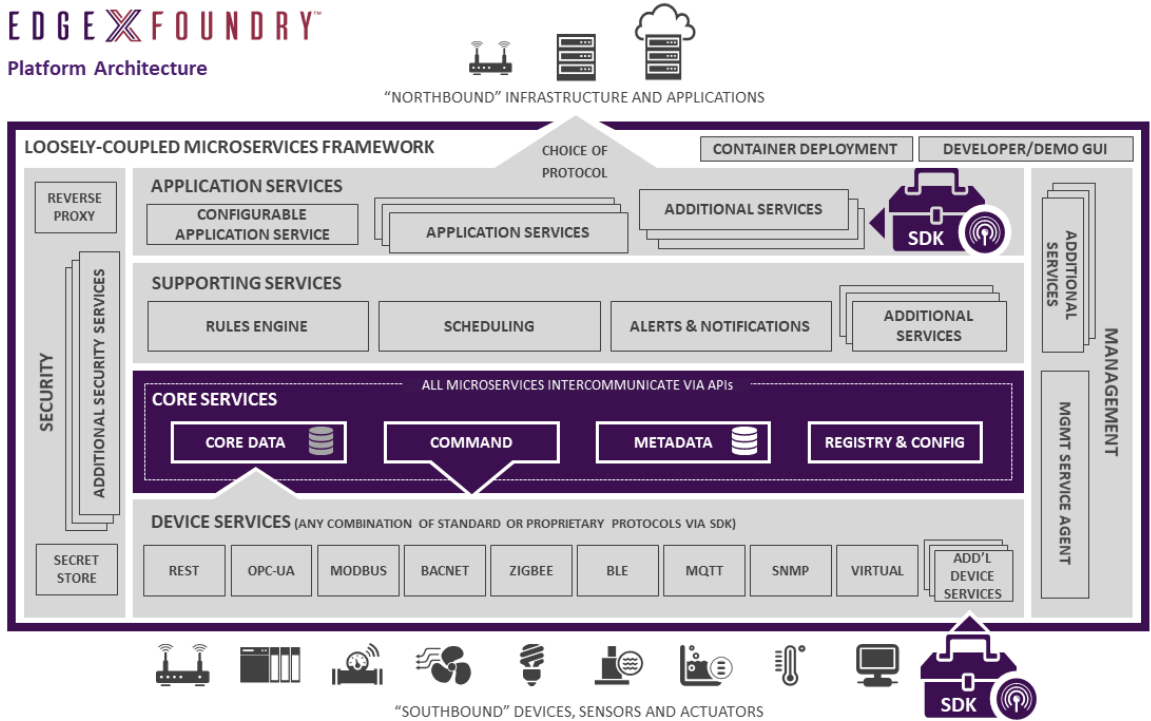 EDGE X FOUNDRY™
Platform Architecture
“NORTHBOUND” INFRASTRUCTURE AND APPLICATIONS
LOOSELY-COUPLED MICROSERVICES FRAMEWORK
CHOICE OF
PROTOCOL
CONTAINER DEPLOYMENT
DEVELOPER/DEMO GUI
REVERSE
PROXY
ADDITIONAL SECURITY SERVICES
SECURITY
SECRET
STORE
APPLICATION SERVICES
CONFIGURABLE
APPLICATION SERVICE
APPLICATION SERVICES
ADDITIONAL SERVICES
SDK
SUPPORTING SERVICES
RULES ENGINE
SCHEDULING
ALERTS & NOTIFICATIONS
ADDITIONAL
SERVICES
ALL MICROSERVICES INTERCOMMUNICATE VIA APIs
CORE SERVICES
CORE DATA
COMMAND
METADATA
REGISTRY & CONFIG
DEVICE SERVICES (ANY COMBINATION OF STANDARD OR PROPRIETARY PROTOCOLS VIA SDK)
REST
OPC-UA
MODBUS
BACNET
ZIGBEE
BLE
MQTT
SNMP
VIRTUAL
ADD’L
DEVICE
SERVICES
ADDITIONAL
SERVICES
MANAGEMENT
MGMT SERVICE AGENT
SDK
“SOUTHBOUND” DEVICES, SENSORS AND ACTUATORS